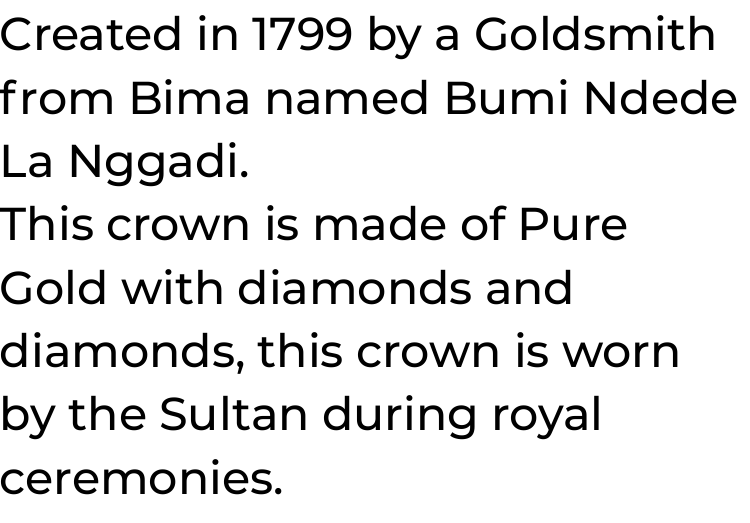 Created in 1799 by a Goldsmith
from Bima named Bumi Ndede
La Nggadi.
This crown is made of Pure
Gold with diamonds and
diamonds, this crown is worn
by the Sultan during royal
ceremonies.